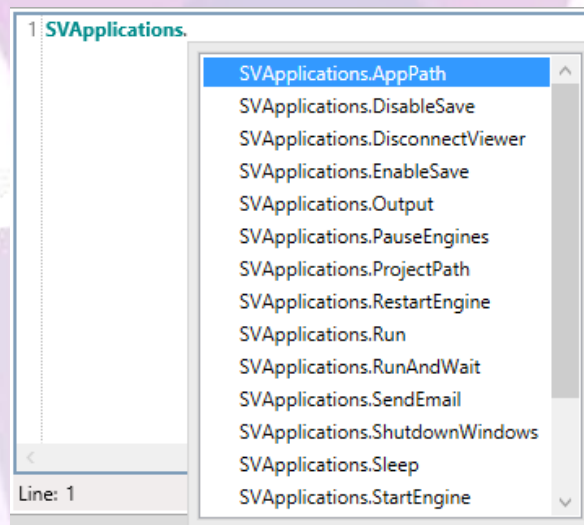 1 SVApplications.
SVApplications.AppPath
SVApplications.DisableSave
SVApplications.DisconnectViewer
SVApplications.EnableSave
SVApplications.Output
SVApplications.PauseEngines
SVApplications.ProjectPath
SVApplications.RestartEngine
SVApplications.Run
SVApplications.RunAndWait
SVApplications.SendEmail
SVApplications.ShutdownWindows
SVApplications.Sleep
SVApplications.StartEngine
Line: 1